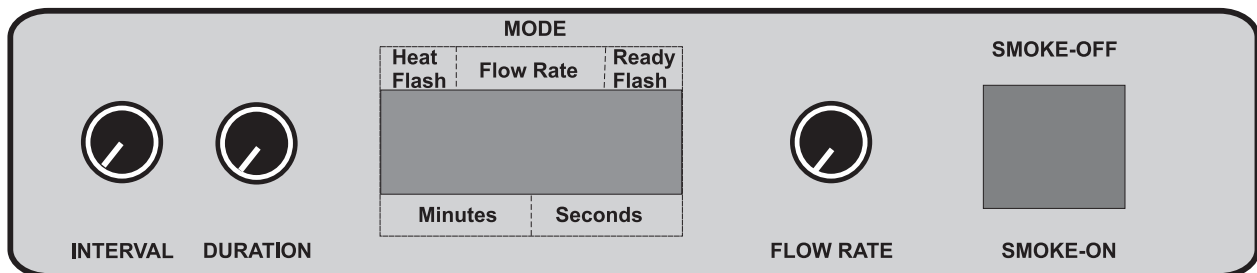 MODE
Heat Flash
Flow Rate
Ready Flash
SMOKE-OFF
Minutes
Seconds
INTERVAL
DURATION
FLOW RATE
SMOKE-ON